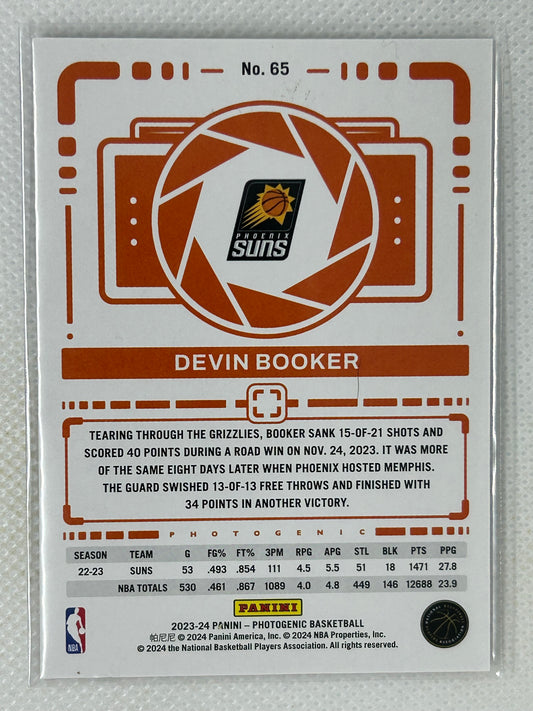 No. 65
PHOENIX
SUNS
DEVIN BOOKER
TEARING THROUGH THE GRIZZLIES, BOOKER SANK 15-OF-21 SHOTS AND
SCORED 40 POINTS DURING A ROAD WIN ON NOV. 24, 2023. IT WAS MORE
OF THE SAME EIGHT DAYS LATER WHEN PHOENIX HOSTED MEMPHIS.
THE GUARD SWISHED 13-OF-13 FREE THROWS AND FINISHED WITH
34 POINTS IN ANOTHER VICTORY.
PHOTOGENIC
SEASON TEAM G FG% FT% 3PM RPG APG STL BLK PTS PPG
22-23 SUNS 53 .493 .854 111 4.5 5.5 51 18 1471 27.8
NBA TOTALS 530 .461 .867 1089 4.0 4.8 449 146 12688 23.9
PANINI
2023-24 PANINI – PHOTOGENIC BASKETBALL
帕尼尼 © 2024 Panini America, Inc. © 2024 NBA Properties, Inc.
© 2024 the National Basketball Players Association. All rights reserved.
NBA